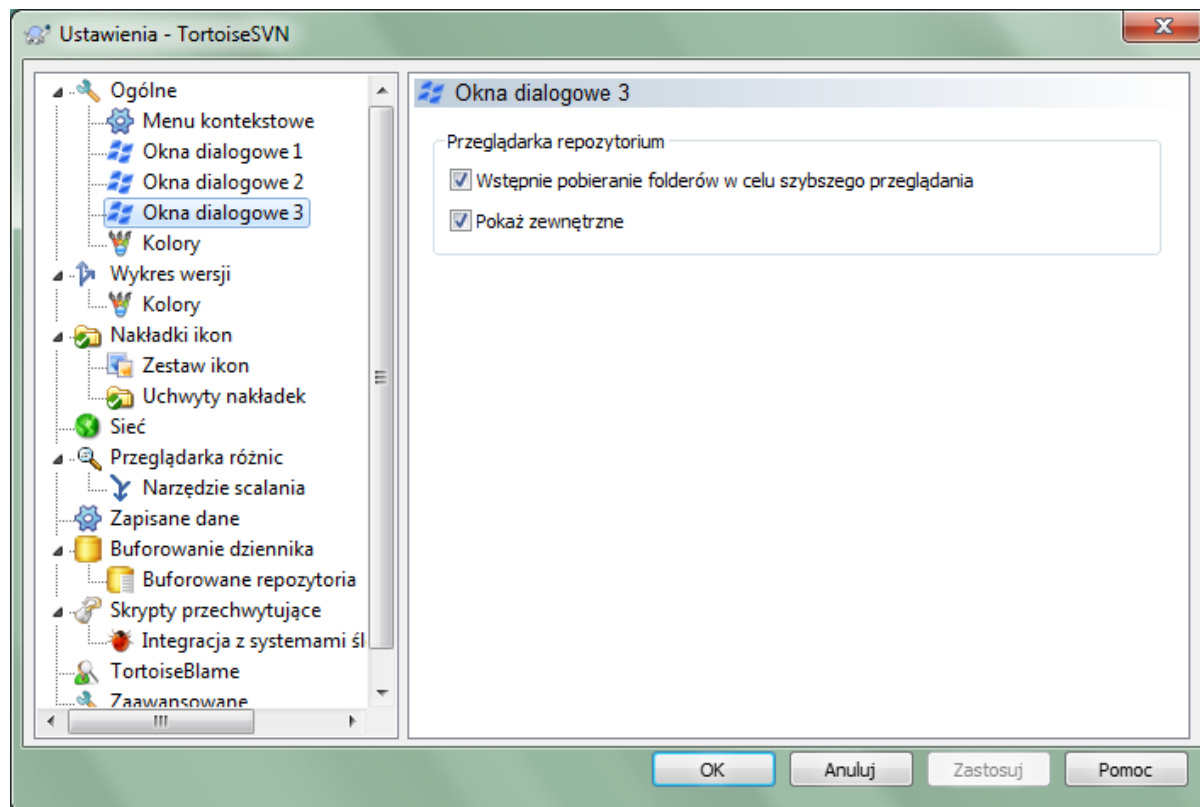 Ustawienia - TortoiseSVN
Ogólne
Menu kontekstowe
Okna dialogowe 1
Okna dialogowe 2
Okna dialogowe 3
Kolory
Wykres wersji
Kolory
Nakładki ikon
Zestaw ikon
Uchwyty nakładek
Sieć
Przeglądarka różnic
Narzędzie scalania
Zapisane dane
Buforowanie dziennika
Buforowane repozytoria
Skrypty przechwytujące
Integracja z systemami śl
TortoiseBlame
Zaawansowane
Okna dialogowe 3
Przeglądarka repozytorium
Wstępnie pobieranie folderów w celu szybszego przeglądania
Pokaż zewnętrzne
OK
Anuluj
Zastosuj
Pomoc